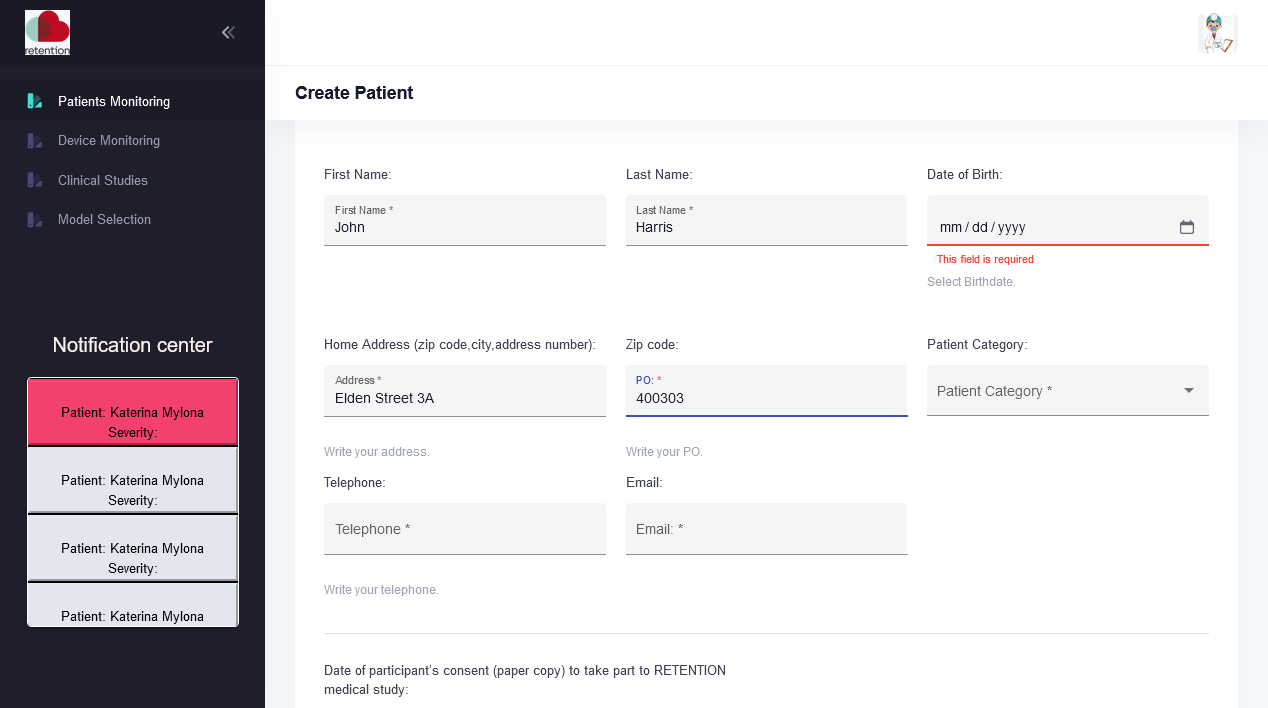 retention
Patients Monitoring
Device Monitoring
Clinical Studies
Model Selection
Notification center
Patient: Katerina Mylona
Severity:
Patient: Katerina Mylona
Severity:
Patient: Katerina Mylona
Severity:
Patient: Katerina Mylona
Create Patient
First Name:
Last Name:
Date of Birth:
First Name *
John
Last Name *
Harris
mm / dd / yyyy
This field is required
Select Birthdate.
Home Address (zip code,city,address number):
Zip code:
Patient Category:
Address *
Elden Street 3A
PO: *
400303
Patient Category *
Write your address.
Write your PO.
Telephone:
Email:
Telephone *
Email: *
Write your telephone.
Date of participant's consent (paper copy) to take part to RETENTION
medical study: